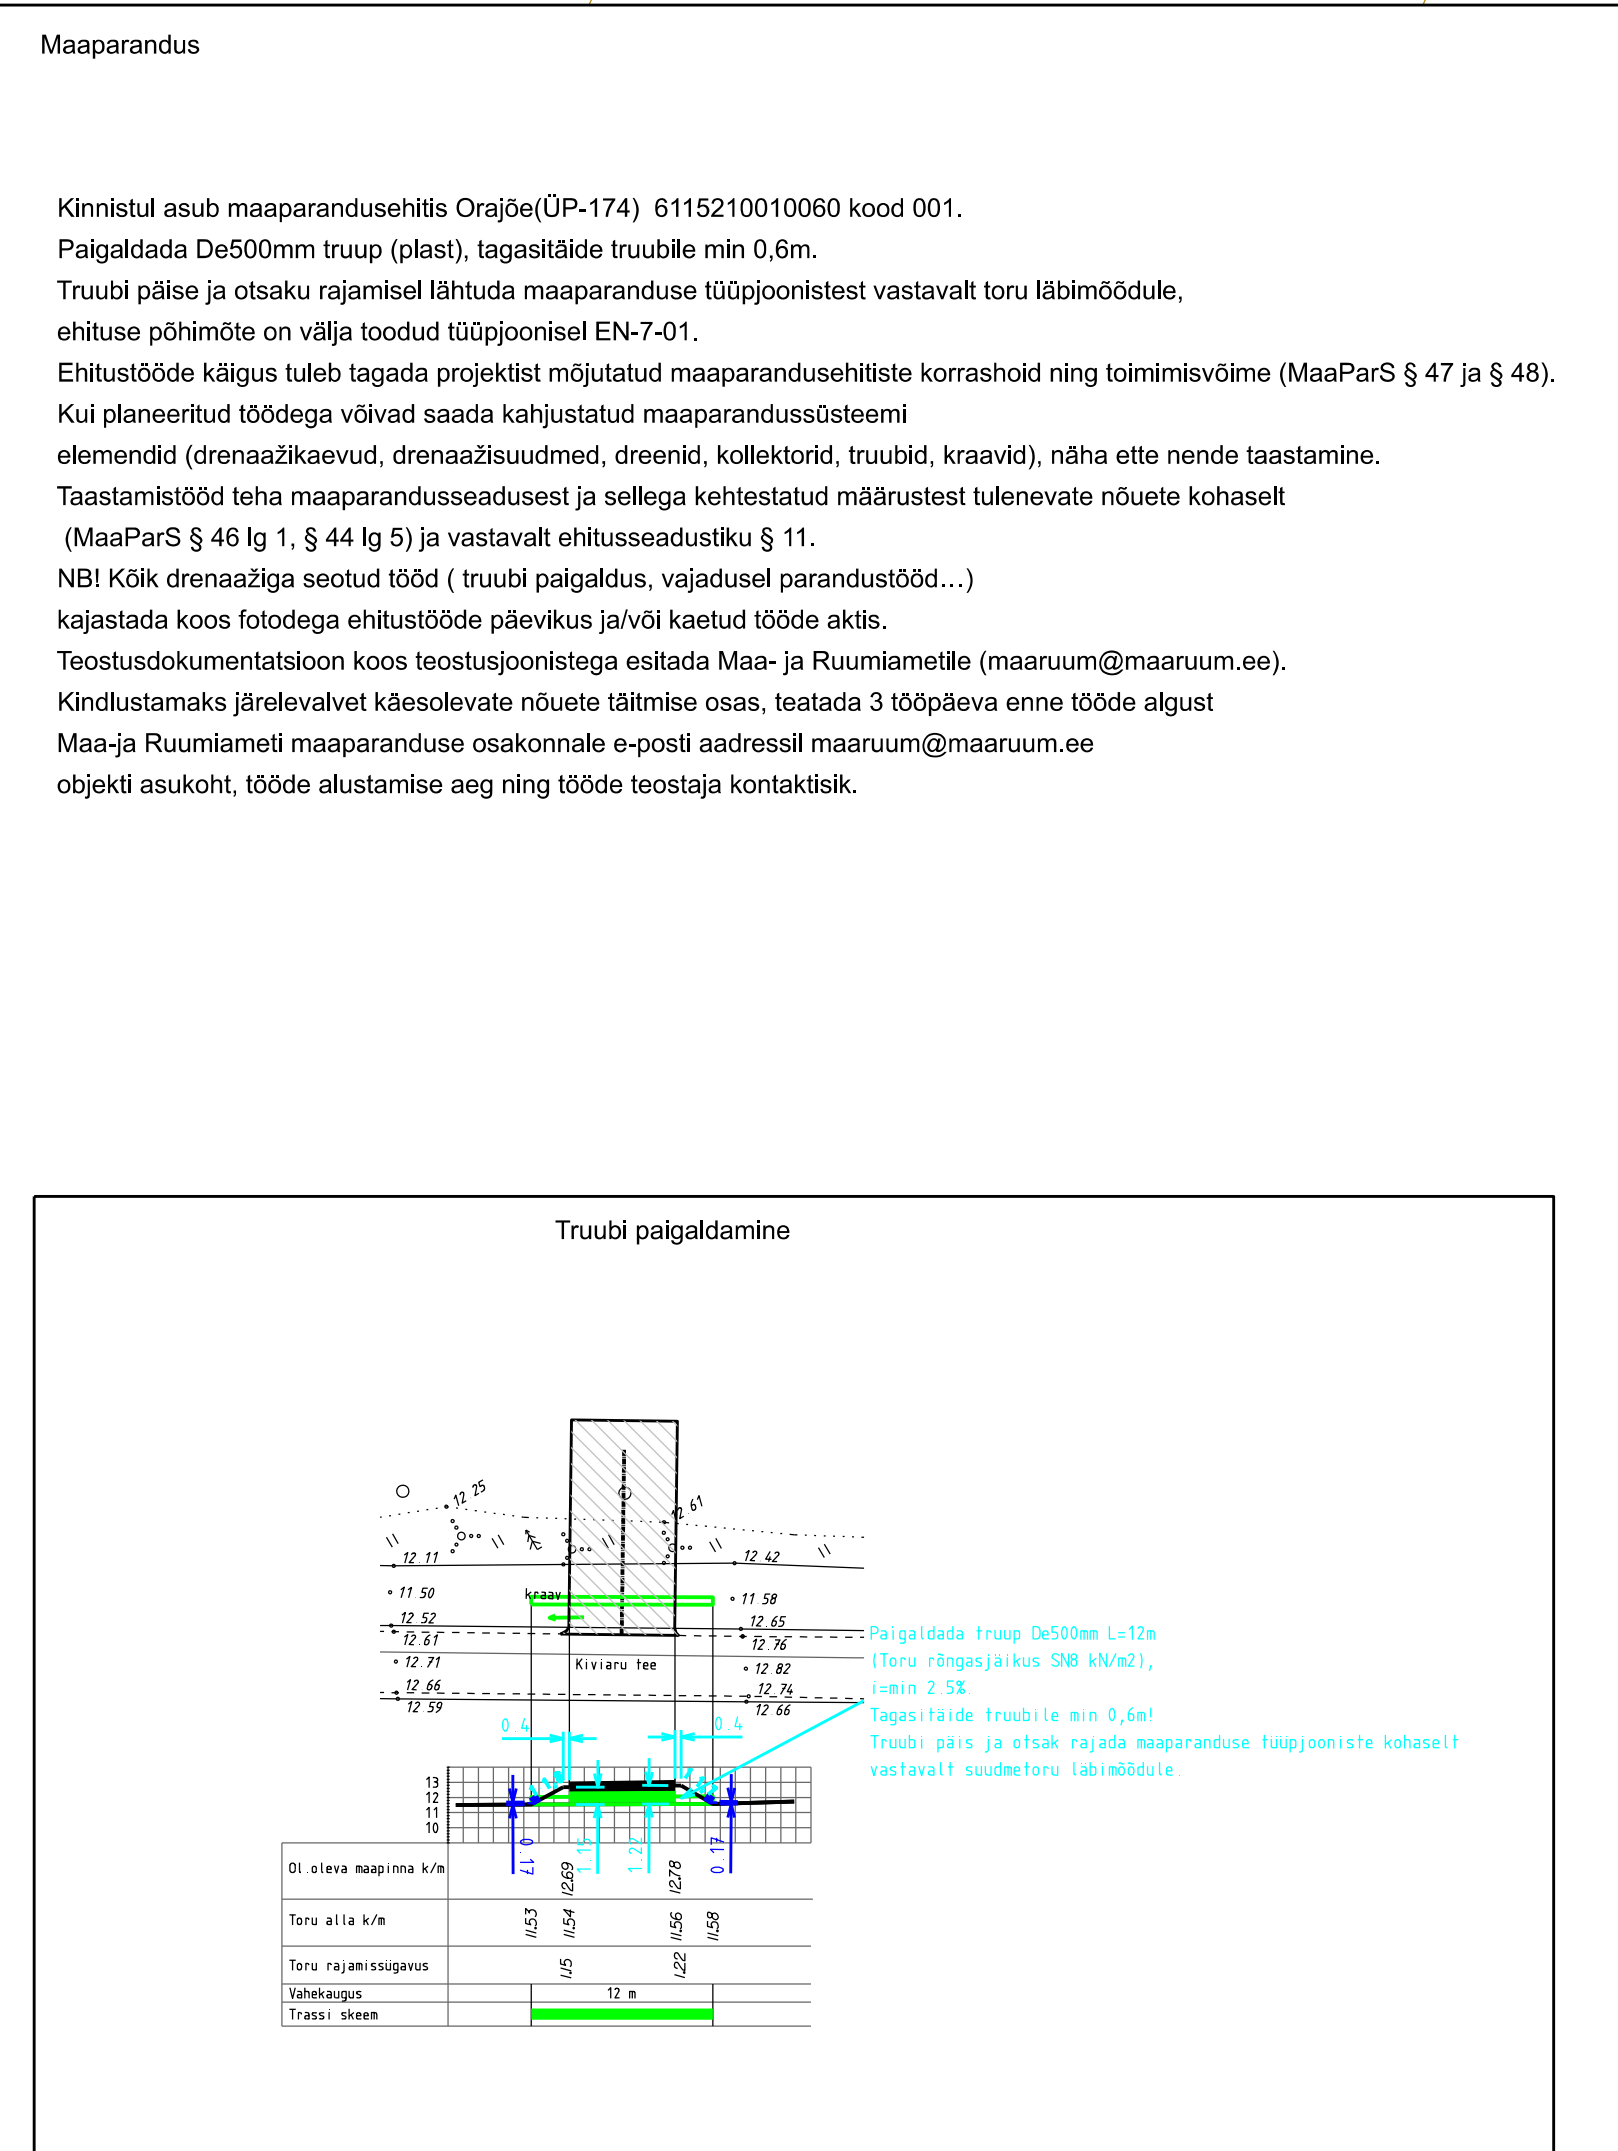 Maaparandus
Kinnistul asub maaparandusehitis Orajõe(ÜP-174)  6115210010060 kood 001.
Paigaldada De500mm truup (plast), tagasitäide truubile min 0,6m.
Truubi päise ja otsaku rajamisel lähtuda maaparanduse tüüpjoonistest vastavalt toru läbimõõdule,
ehituse põhimõte on välja toodud tüüpjoonisel EN-7-01.
Ehitustööde käigus tuleb tagada projektist mõjutatud maaparandusehitiste korrashoid ning toimimisvõime (MaaParS § 47 ja § 48).
Kui planeeritud töödega võivad saada kahjustatud maaparandussüsteemi
elemendid (drenaažikaevud, drenaažisuudmed, dreenid, kollektorid, truubid, kraavid), näha ette nende taastamine.
Taastamistööd teha maaparandusseadusest ja sellega kehtestatud määrustest tulenevate nõuete kohaselt
(MaaParS § 46 lg 1, § 44 lg 5) ja vastavalt ehitusseadustiku § 11.
NB! Kõik drenaažiga seotud tööd ( truubi paigaldus, vajadusel parandustööd...)
kajastada koos fotodega ehitustööde päevikus ja/või kaetud tööde aktis.
Teostusdokumentatsioon koos teostusjoonistega esitada Maa- ja Ruumiametile (maaruum@maaruum.ee).
Kindlustamaks järelevalvet käesolevate nõuete täitmise osas, teatada 3 tööpäeva enne tööde algust
Maa-ja Ruumiameti maaparanduse osakonnale e-posti aadressil maaruum@maaruum.ee
objekti asukoht, tööde alustamise aeg ning tööde teostaja kontaktisik.
Truubi paigaldamine
12.25
12.61
12.11
12.42
11.50
kraav
11.58
12.52
12.65
12.61
12.76
12.71
Kiviaru tee
12.82
12.66
12.74
12.59
12.66
Paigaldada truup De500mm L=12m
(Toru rõngasjäikus SN8 kN/m2),
i=min 2.5%.
Tagasitäide truubile min 0,6m!
Truubi päis ja otsak rajada maaparanduse tüüpjooniste kohaselt
vastavalt suudmetoru läbimõõdule.
0.4
0.4
13
12
11
10
0.17
1.15
1.22
0.17
Ol.oleva maapinna k/m
12.69
12.78
Toru alla k/m
11.53
11.54
11.56
11.58
Toru rajamissügavus
1.15
1.22
Vahekaugus
12 m
Trassi skeem